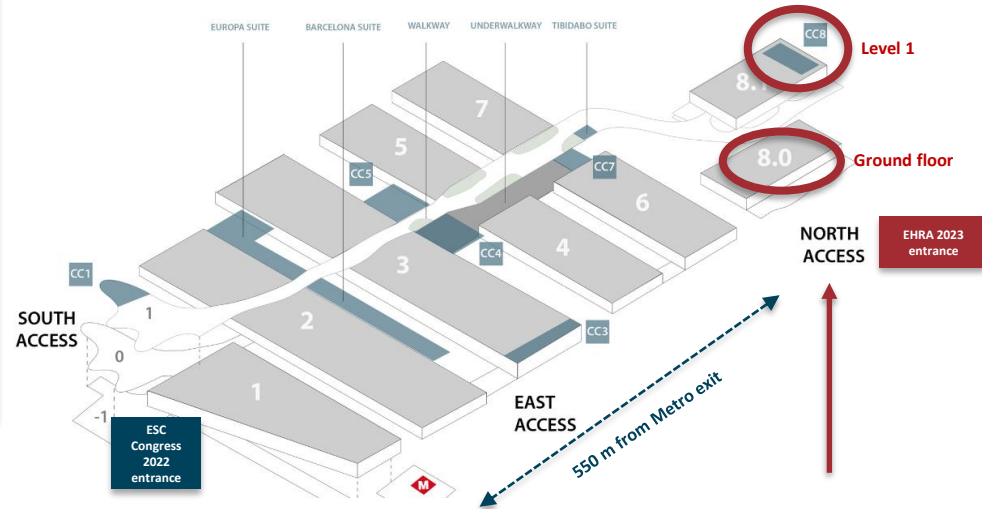 EUROPA SUITE
BARCELONA SUITE
WALKWAY
UNDERWALKWAY
TIBIDABO SUITE
CC8
Level 1
8.1
7
5
CC5
8.0
Ground floor
CC7
6
NORTH
ACCESS
EHRA 2023
entrance
CC4
4
3
CC1
1
SOUTH
ACCESS
0
2
CC3
1
EAST
ACCESS
550 m from Metro exit
-1
ESC
Congress
2022
entrance
M